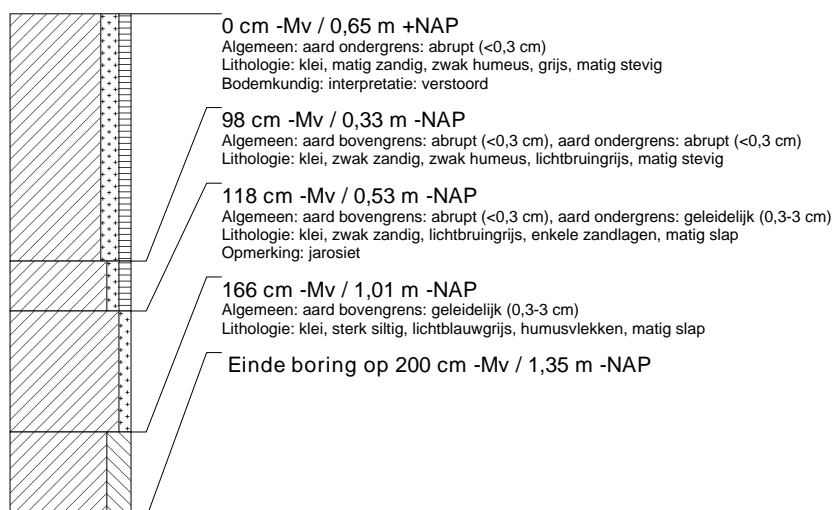 0 cm -Mv / 0,65 m +NAP
Algemeen: aard ondergrens: abrupt (<0,3 cm)
Lithologie: klei, matig zandig, zwak humeus, grijs, matig stevig
Bodemkundig: interpretatie: verstoord
98 cm -Mv / 0,33 m -NAP
Algemeen: aard bovengrens: abrupt (<0,3 cm), aard ondergrens: abrupt (<0,3 cm)
Lithologie: klei, zwak zandig, zwak humeus, lichtbruingrijs, matig stevig
118 cm -Mv / 0,53 m -NAP
Algemeen: aard bovengrens: abrupt (<0,3 cm), aard ondergrens: geleidelijk (0,3-3 cm)
Lithologie: klei, zwak zandig, lichtbruingrijs, enkele zandlagen, matig slap
Opmerking: jarosiet
166 cm -Mv / 1,01 m -NAP
Algemeen: aard bovengrens: geleidelijk (0,3-3 cm)
Lithologie: klei, sterk siltig, lichtblauwgrijs, humusvlekken, matig slap
Einde boring op 200 cm -Mv / 1,35 m -NAP